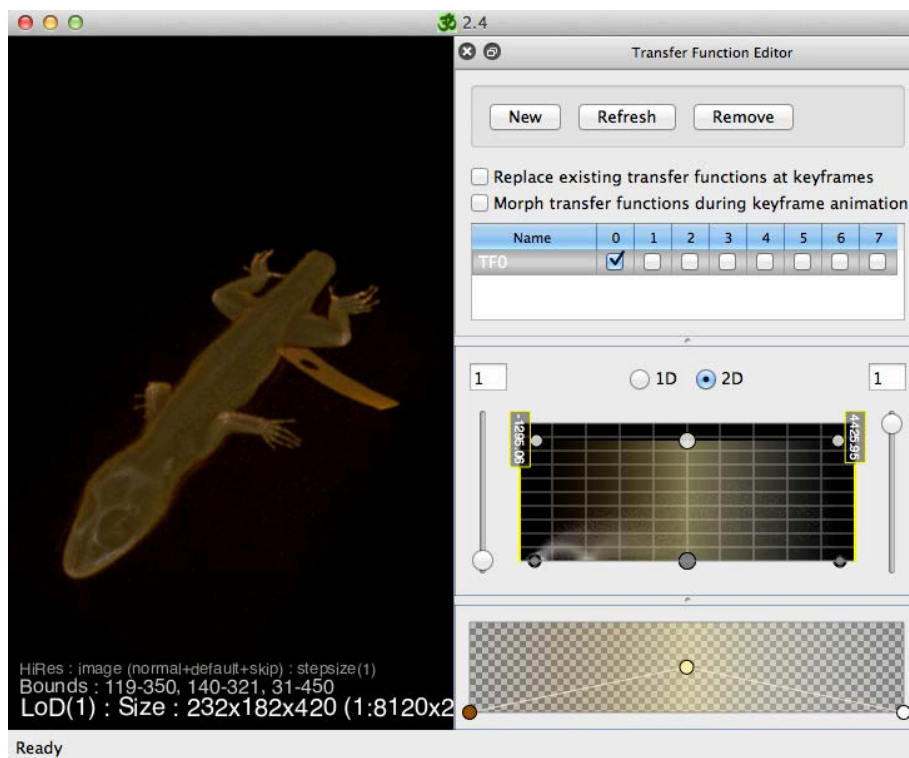 2.4
Transfer Function Editor
New Refresh Remove
Replace existing transfer functions at keyframes
Morph transfer functions during keyframe animation
Name 0 1 2 3 4 5 6 7
TF0
1 1D 2D 1
-1295.08 4425.95
HiRes : image (normal+default+skip) : stepsize(1)
Bounds : 119-350, 140-321, 31-450
LoD(1) : Size : 232x182x420 (1:8120x2
Ready